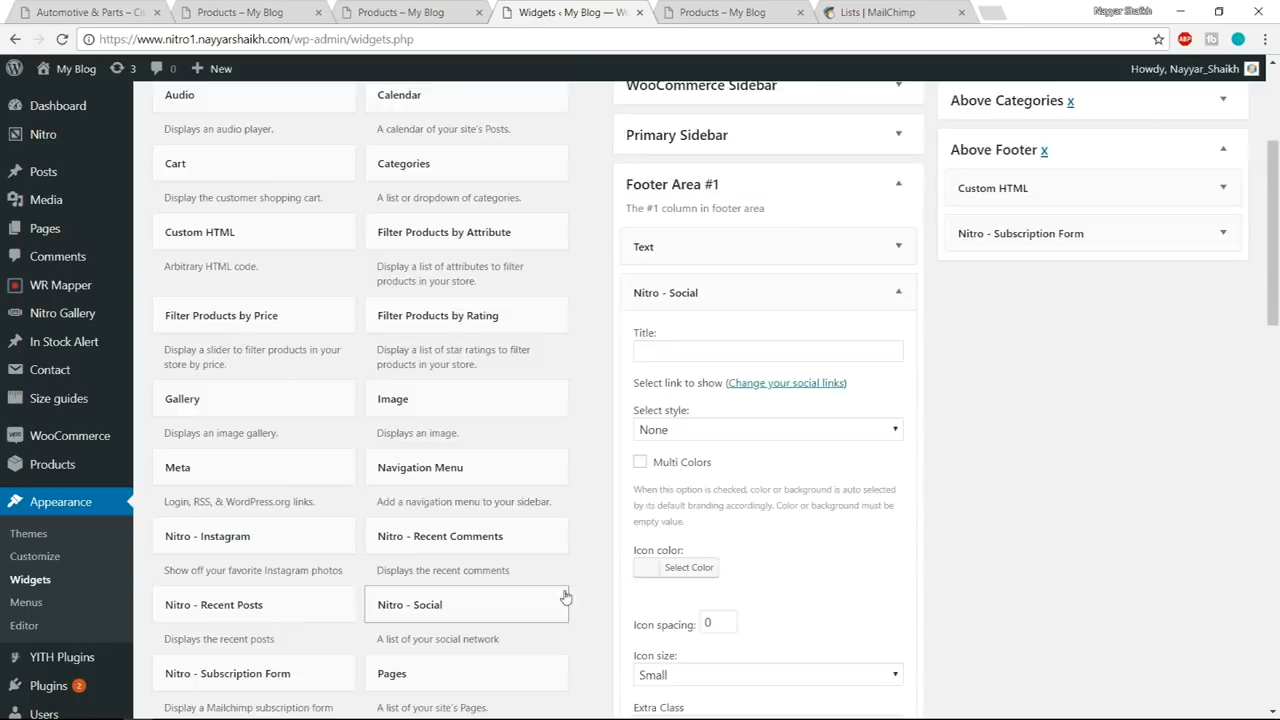 Automotive & Parts – Cit
Products – My Blog
Products – My Blog
Widgets ‹ My Blog — W
Products – My Blog
Lists | MailChimp
Nayyar Shaikh
https://www.nitro1.nayyarshaikh.com/wp-admin/widgets.php
ABP
My Blog
3
0
New
Howdy, Nayyar_Shaikh
Dashboard
Nitro
Posts
Media
Pages
Comments
WR Mapper
Nitro Gallery
In Stock Alert
Contact
Size guides
WooCommerce
Products
Appearance
Themes
Customize
Widgets
Menus
Editor
YITH Plugins
Plugins 2
Users
Audio
Displays an audio player.
Calendar
A calendar of your site's Posts.
Cart
Display the customer shopping cart.
Categories
A list or dropdown of categories.
Custom HTML
Arbitrary HTML code.
Filter Products by Attribute
Display a list of attributes to filter
products in your store.
Filter Products by Price
Display a slider to filter products in your
store by price.
Filter Products by Rating
Display a list of star ratings to filter
products in your store.
Gallery
Displays an image gallery.
Image
Displays an image.
Meta
Login, RSS, & WordPress.org links.
Navigation Menu
Add a navigation menu to your sidebar.
Nitro - Instagram
Show off your favorite Instagram photos
Nitro - Recent Comments
Displays the recent comments
Nitro - Recent Posts
Displays the recent posts
Nitro - Social
A list of your social network
Nitro - Subscription Form
Display a Mailchimp subscription form
Pages
A list of your site's Pages.
WooCommerce Sidebar
Primary Sidebar
Footer Area #1
The #1 column in footer area
Text
Nitro - Social
Title:
Select link to show (Change your social links)
Select style:
None
Multi Colors
When this option is checked, color or background is auto selected
by its default branding accordingly. Color or background must be
empty value.
Icon color:
Select Color
Icon spacing: 0
Icon size:
Small
Extra Class
Above Categories x
Above Footer x
Custom HTML
Nitro - Subscription Form